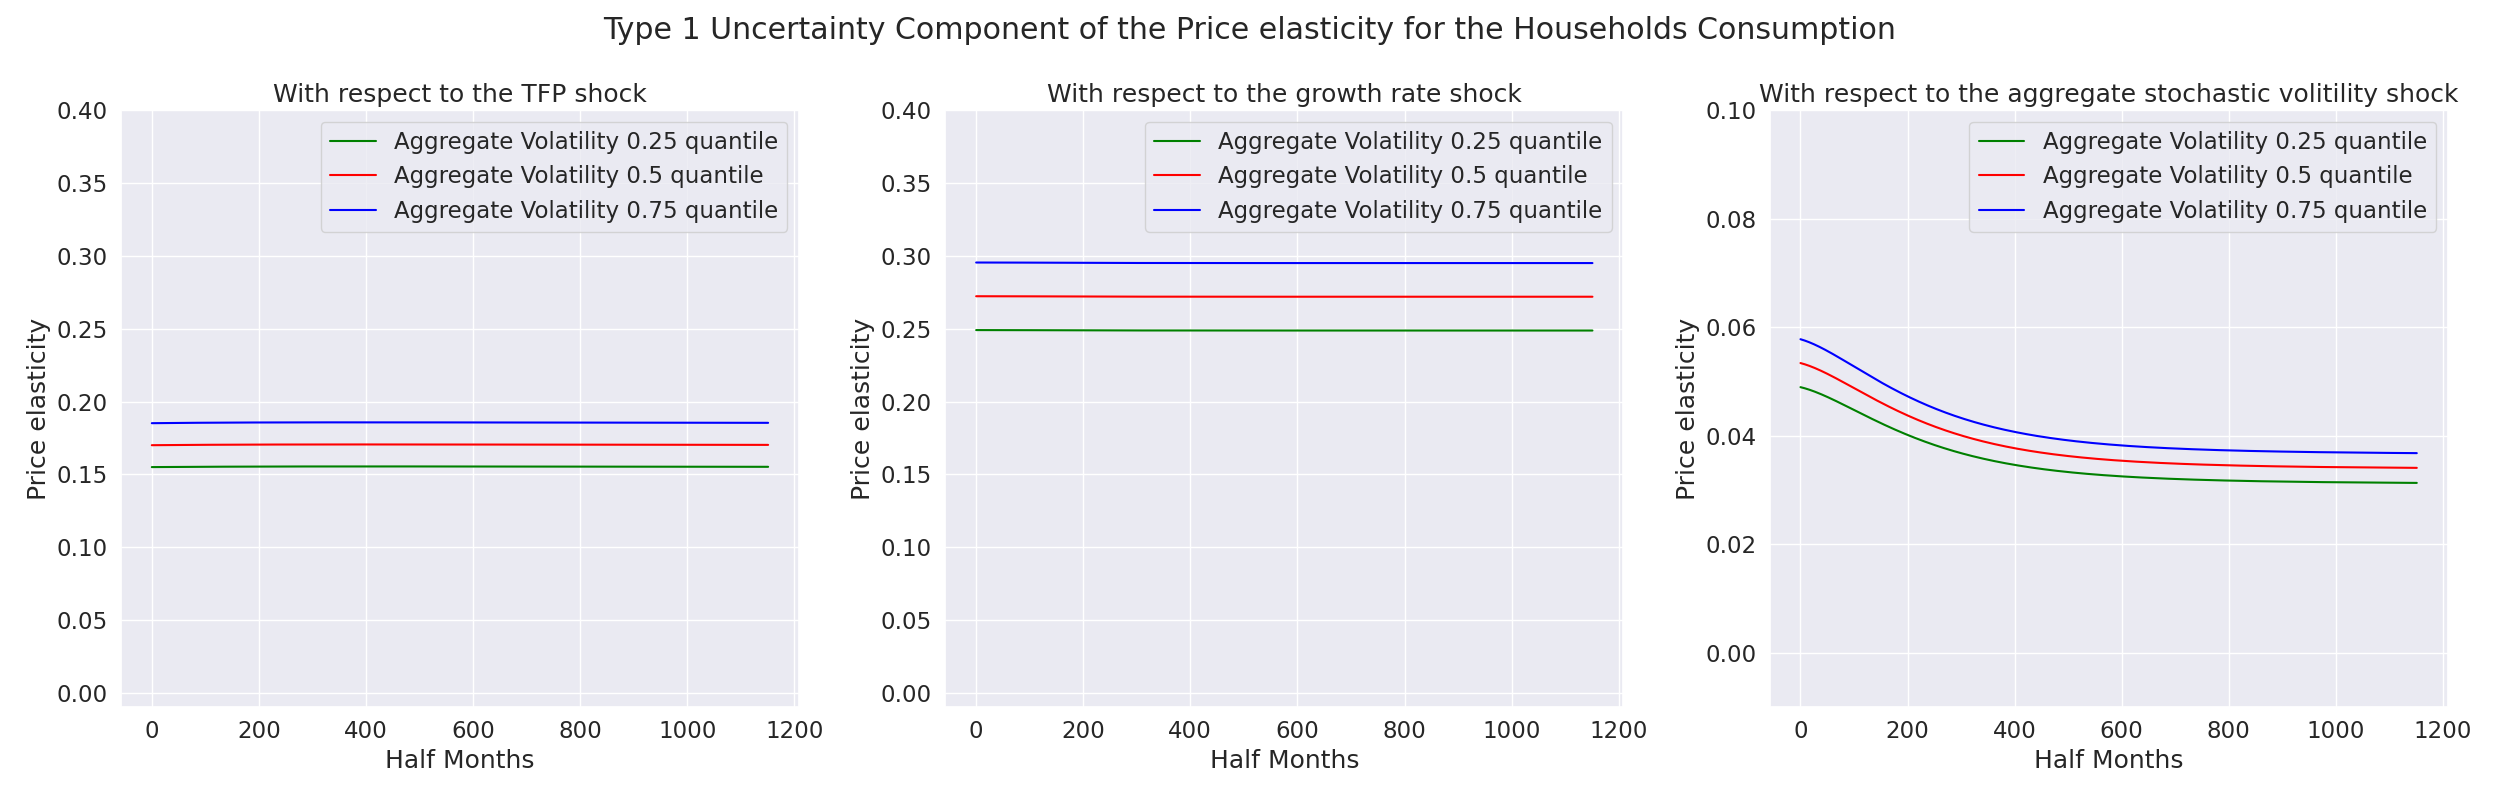 Type 1 Uncertainty Component of the Price elasticity for the Households Consumption
With respect to the TFP shock
0.40
0.35
0.30
0.25
0.20
0.15
0.10
0.05
0.00
Price elasticity
Aggregate Volatility 0.25 quantile
Aggregate Volatility 0.5 quantile
Aggregate Volatility 0.75 quantile
0 200 400 600 800 1000 1200
Half Months
With respect to the growth rate shock
0.40
0.35
0.30
0.25
0.20
0.15
0.10
0.05
0.00
Price elasticity
Aggregate Volatility 0.25 quantile
Aggregate Volatility 0.5 quantile
Aggregate Volatility 0.75 quantile
0 200 400 600 800 1000 1200
Half Months
With respect to the aggregate stochastic volitility shock
0.10
0.08
0.06
0.04
0.02
0.00
Price elasticity
Aggregate Volatility 0.25 quantile
Aggregate Volatility 0.5 quantile
Aggregate Volatility 0.75 quantile
0 200 400 600 800 1000 1200
Half Months